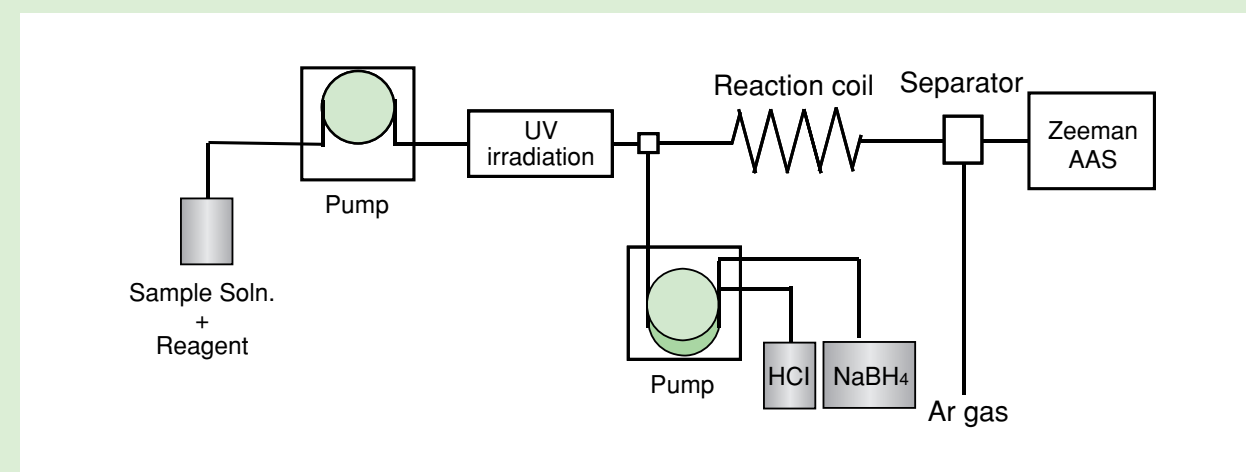 Reaction coil
Separator
UV
irradiation
Zeeman
AAS
Pump
Sample Soln.
+
Reagent
HCl
NaBH4
Pump
Ar gas